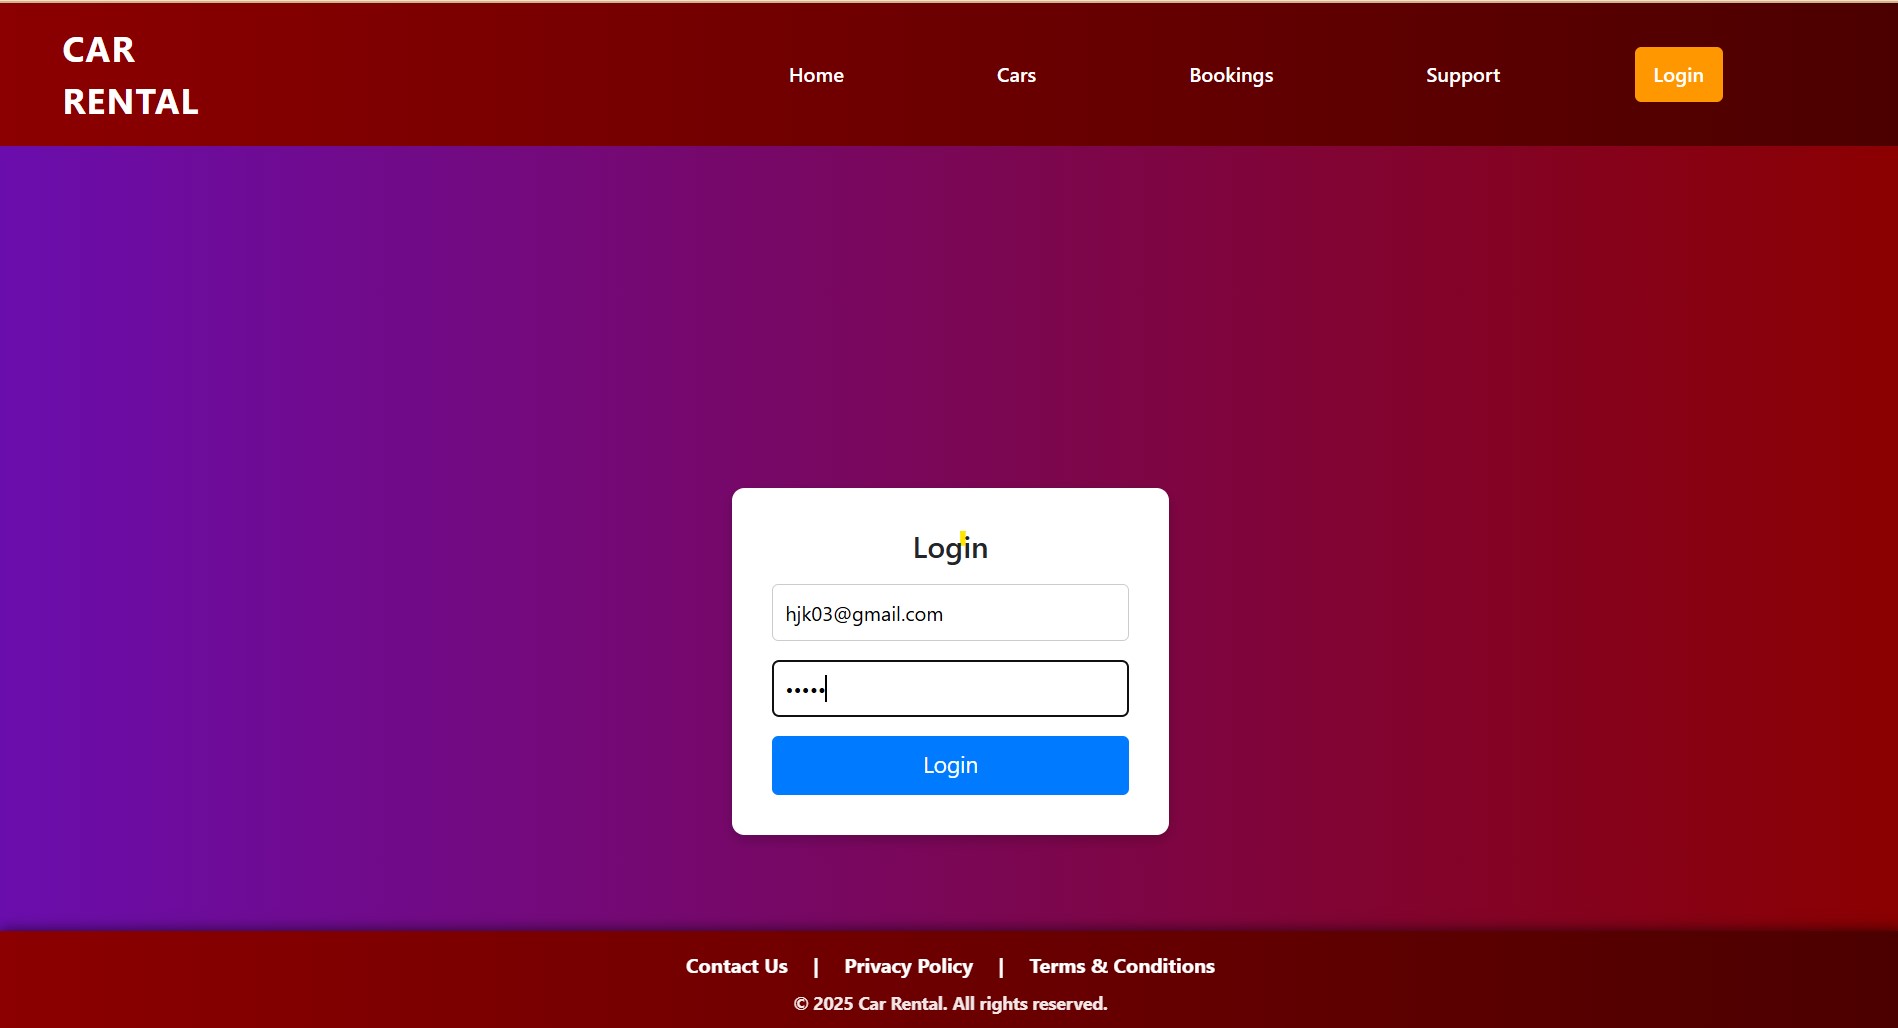 CAR
RENTAL
Home Cars Bookings Support Login
Login
hjk03@gmail.com
•••••
Login
Contact Us | Privacy Policy | Terms & Conditions
© 2025 Car Rental. All rights reserved.